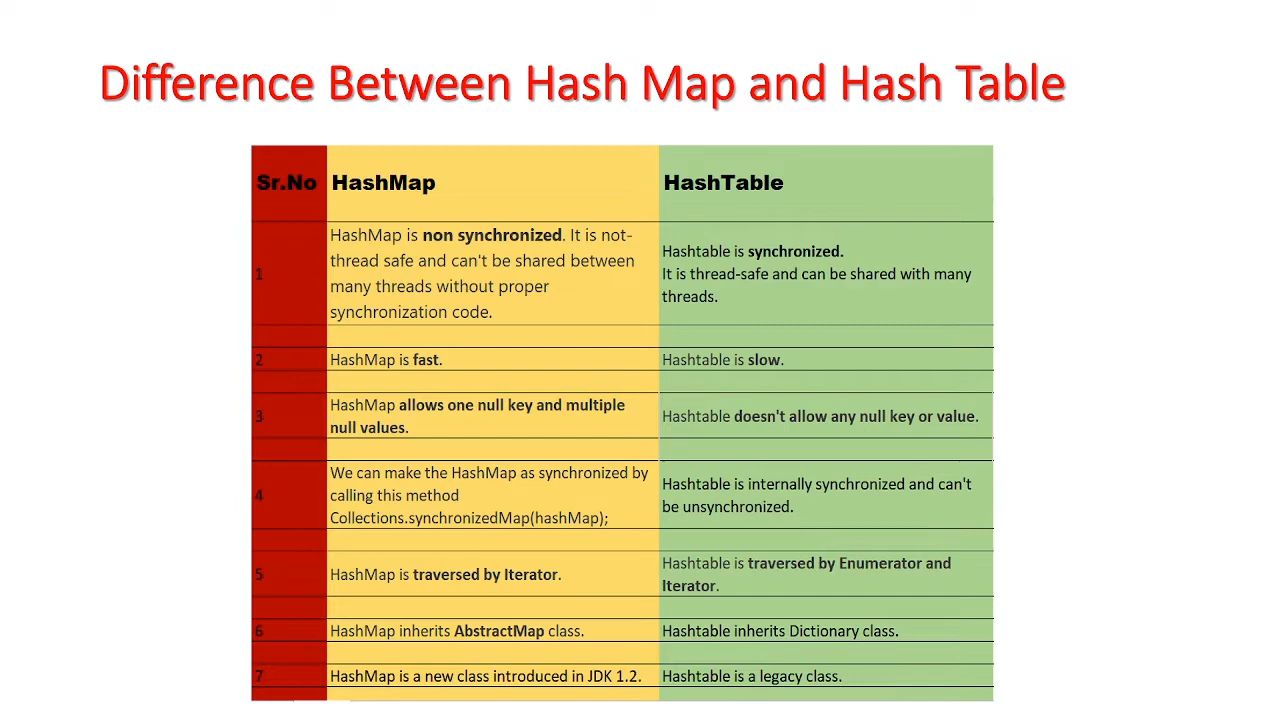 Difference Between Hash Map and Hash Table
Sr.No HashMap HashTable
1
HashMap is non synchronized. It is not-
thread safe and can't be shared between
many threads without proper
synchronization code.
Hashtable is synchronized.
It is thread-safe and can be shared with many
threads.
2 HashMap is fast. Hashtable is slow.
3
HashMap allows one null key and multiple
null values.
Hashtable doesn't allow any null key or value.
4
We can make the HashMap as synchronized by
calling this method
Collections.synchronizedMap(hashMap);
Hashtable is internally synchronized and can't
be unsynchronized.
5
HashMap is traversed by Iterator.
Hashtable is traversed by Enumerator and
Iterator.
6 HashMap inherits AbstractMap class. Hashtable inherits Dictionary class.
7 HashMap is a new class introduced in JDK 1.2. Hashtable is a legacy class.